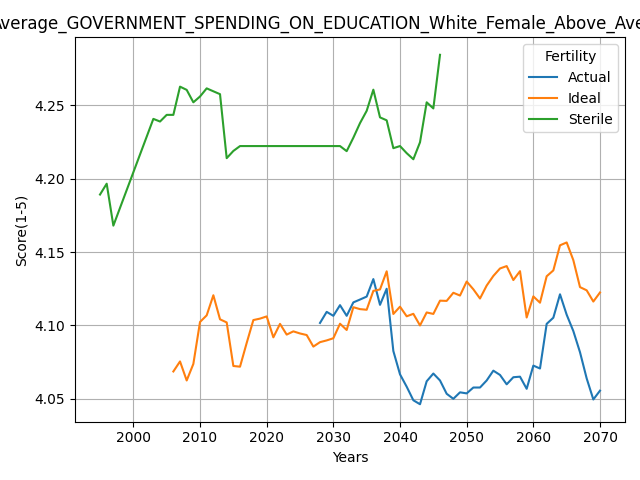 Average_GOVERNMENT_SPENDING_ON_EDUCATION_White_Female_Above_Ave
Fertility
Actual
Ideal
Sterile
Score(1-5)
4.25
4.20
4.15
4.10
4.05
2000 2010 2020 2030 2040 2050 2060 2070
Years